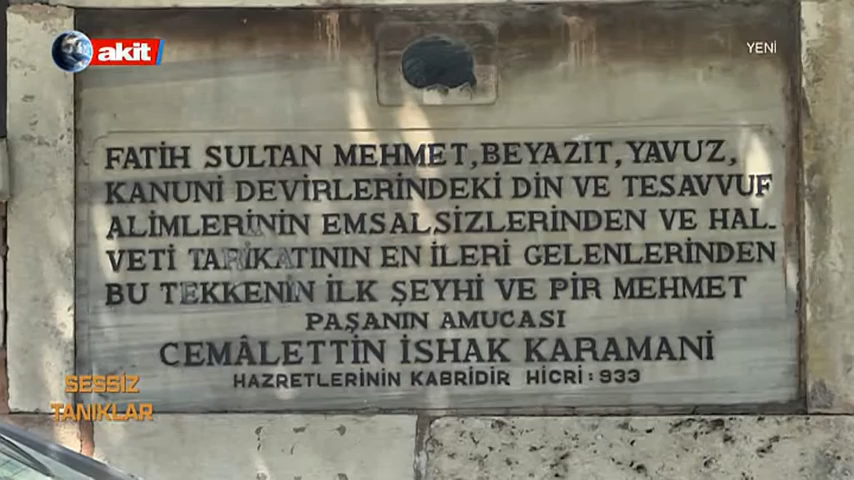 akit
YENİ
FATİH SULTAN MEHMET, BEYAZIT, YAVUZ,
KANUNİ DEVİRLERİNDEKİ DİN VE TESAVVUF
ALİMLERİNİN EMSALSİZLERİNDEN VE HAL-
VETİ TARİKATININ EN İLERİ GELENLERİNDEN
BU TEKKENİN İLK ŞEYHİ VE PİR MEHMET
PAŞANIN AMUCASI
CEMÂLETTİN İSHAK KARAMANİ
HAZRETLERİNİN KABRİDİR HİCRİ: 933
SESSİZ
TANIKLAR